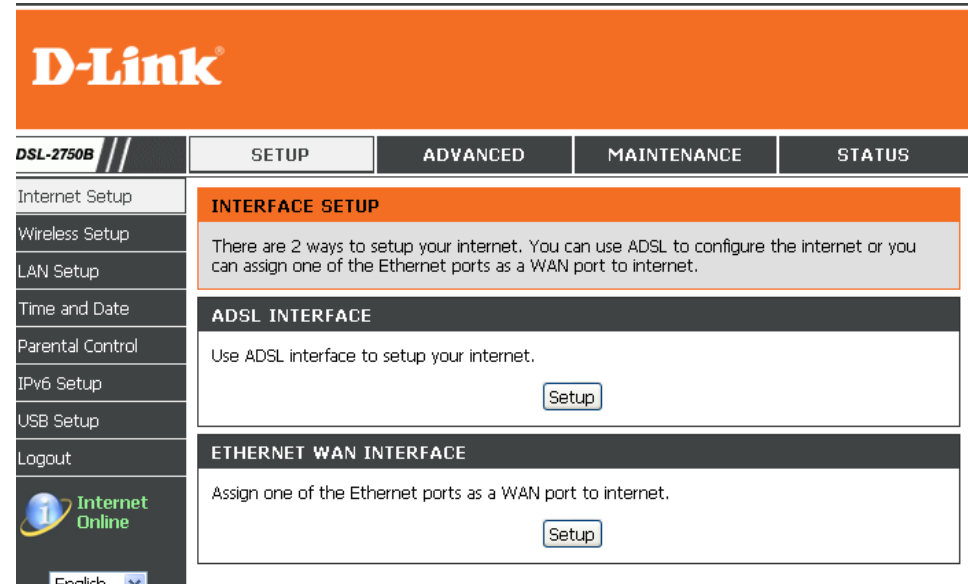 D-Link®
DSL-2750B
SETUP
ADVANCED
MAINTENANCE
STATUS
Internet Setup
Wireless Setup
LAN Setup
Time and Date
Parental Control
IPv6 Setup
USB Setup
Logout
Internet
Online
English
INTERFACE SETUP
There are 2 ways to setup your internet. You can use ADSL to configure the internet or you
can assign one of the Ethernet ports as a WAN port to internet.
ADSL INTERFACE
Use ADSL interface to setup your internet.
Setup
ETHERNET WAN INTERFACE
Assign one of the Ethernet ports as a WAN port to internet.
Setup